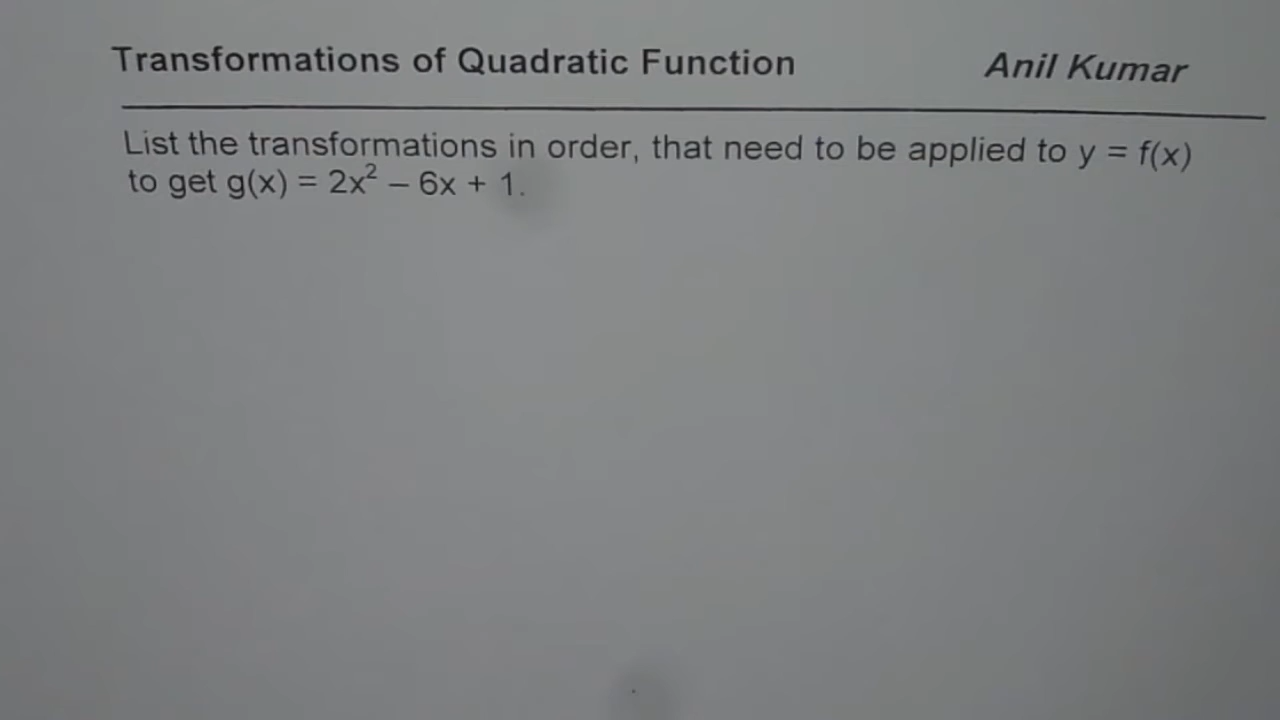 Transformations of Quadratic Function Anil Kumar
List the transformations in order, that need to be applied to y = f(x)
to get g(x) = 2x² – 6x + 1.